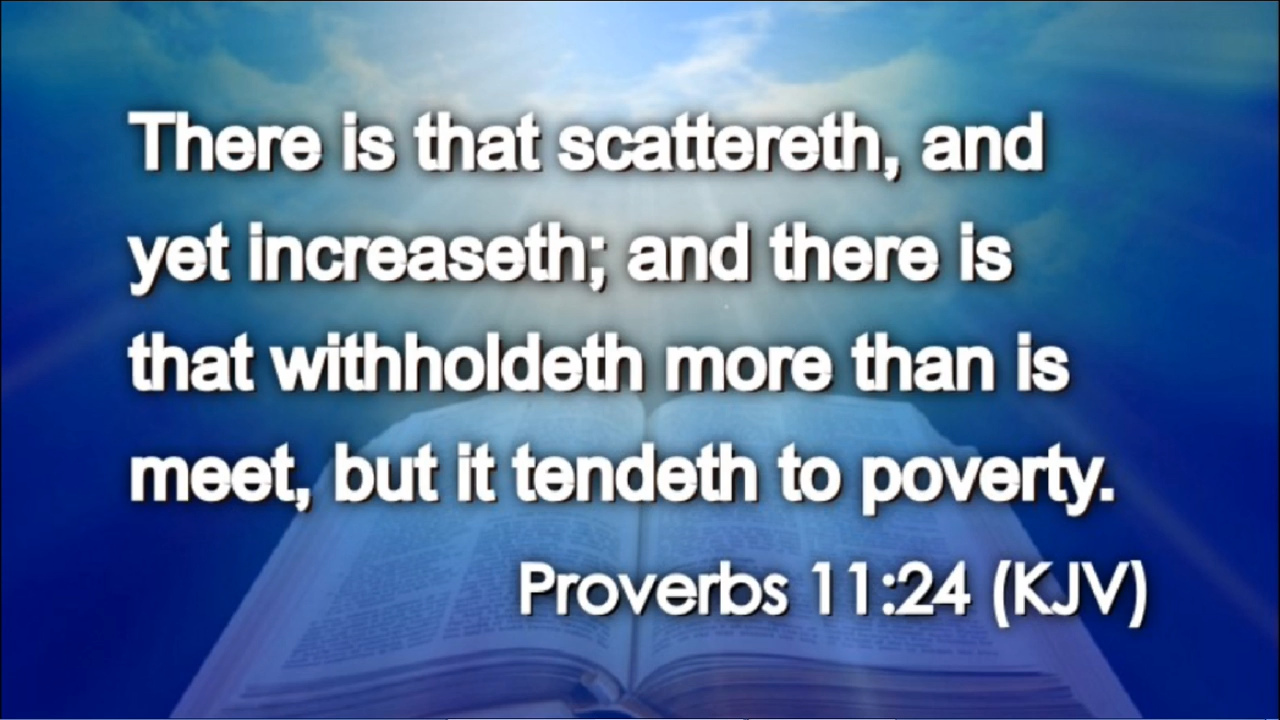 There is that scattereth, and
yet increaseth; and there is
that withholdeth more than is
meet, but it tendeth to poverty.
Proverbs 11:24 (KJV)